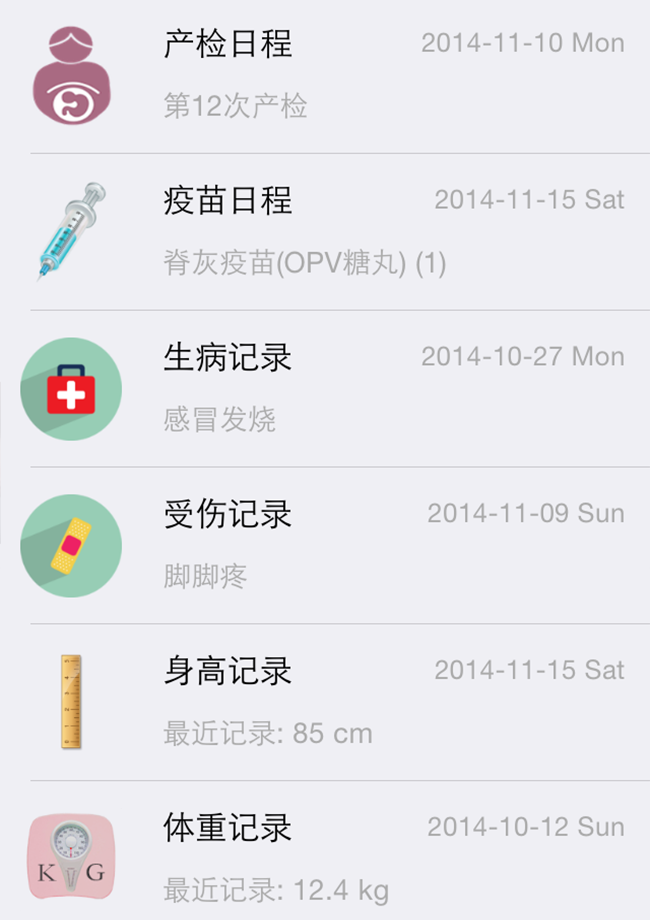 产检日程
2014-11-10 Mon
第12次产检
疫苗日程
2014-11-15 Sat
脊灰疫苗(OPV糖丸) (1)
生病记录
2014-10-27 Mon
感冒发烧
受伤记录
2014-11-09 Sun
脚脚疼
身高记录
2014-11-15 Sat
最近记录: 85 cm
体重记录
2014-10-12 Sun
K G
最近记录: 12.4 kg